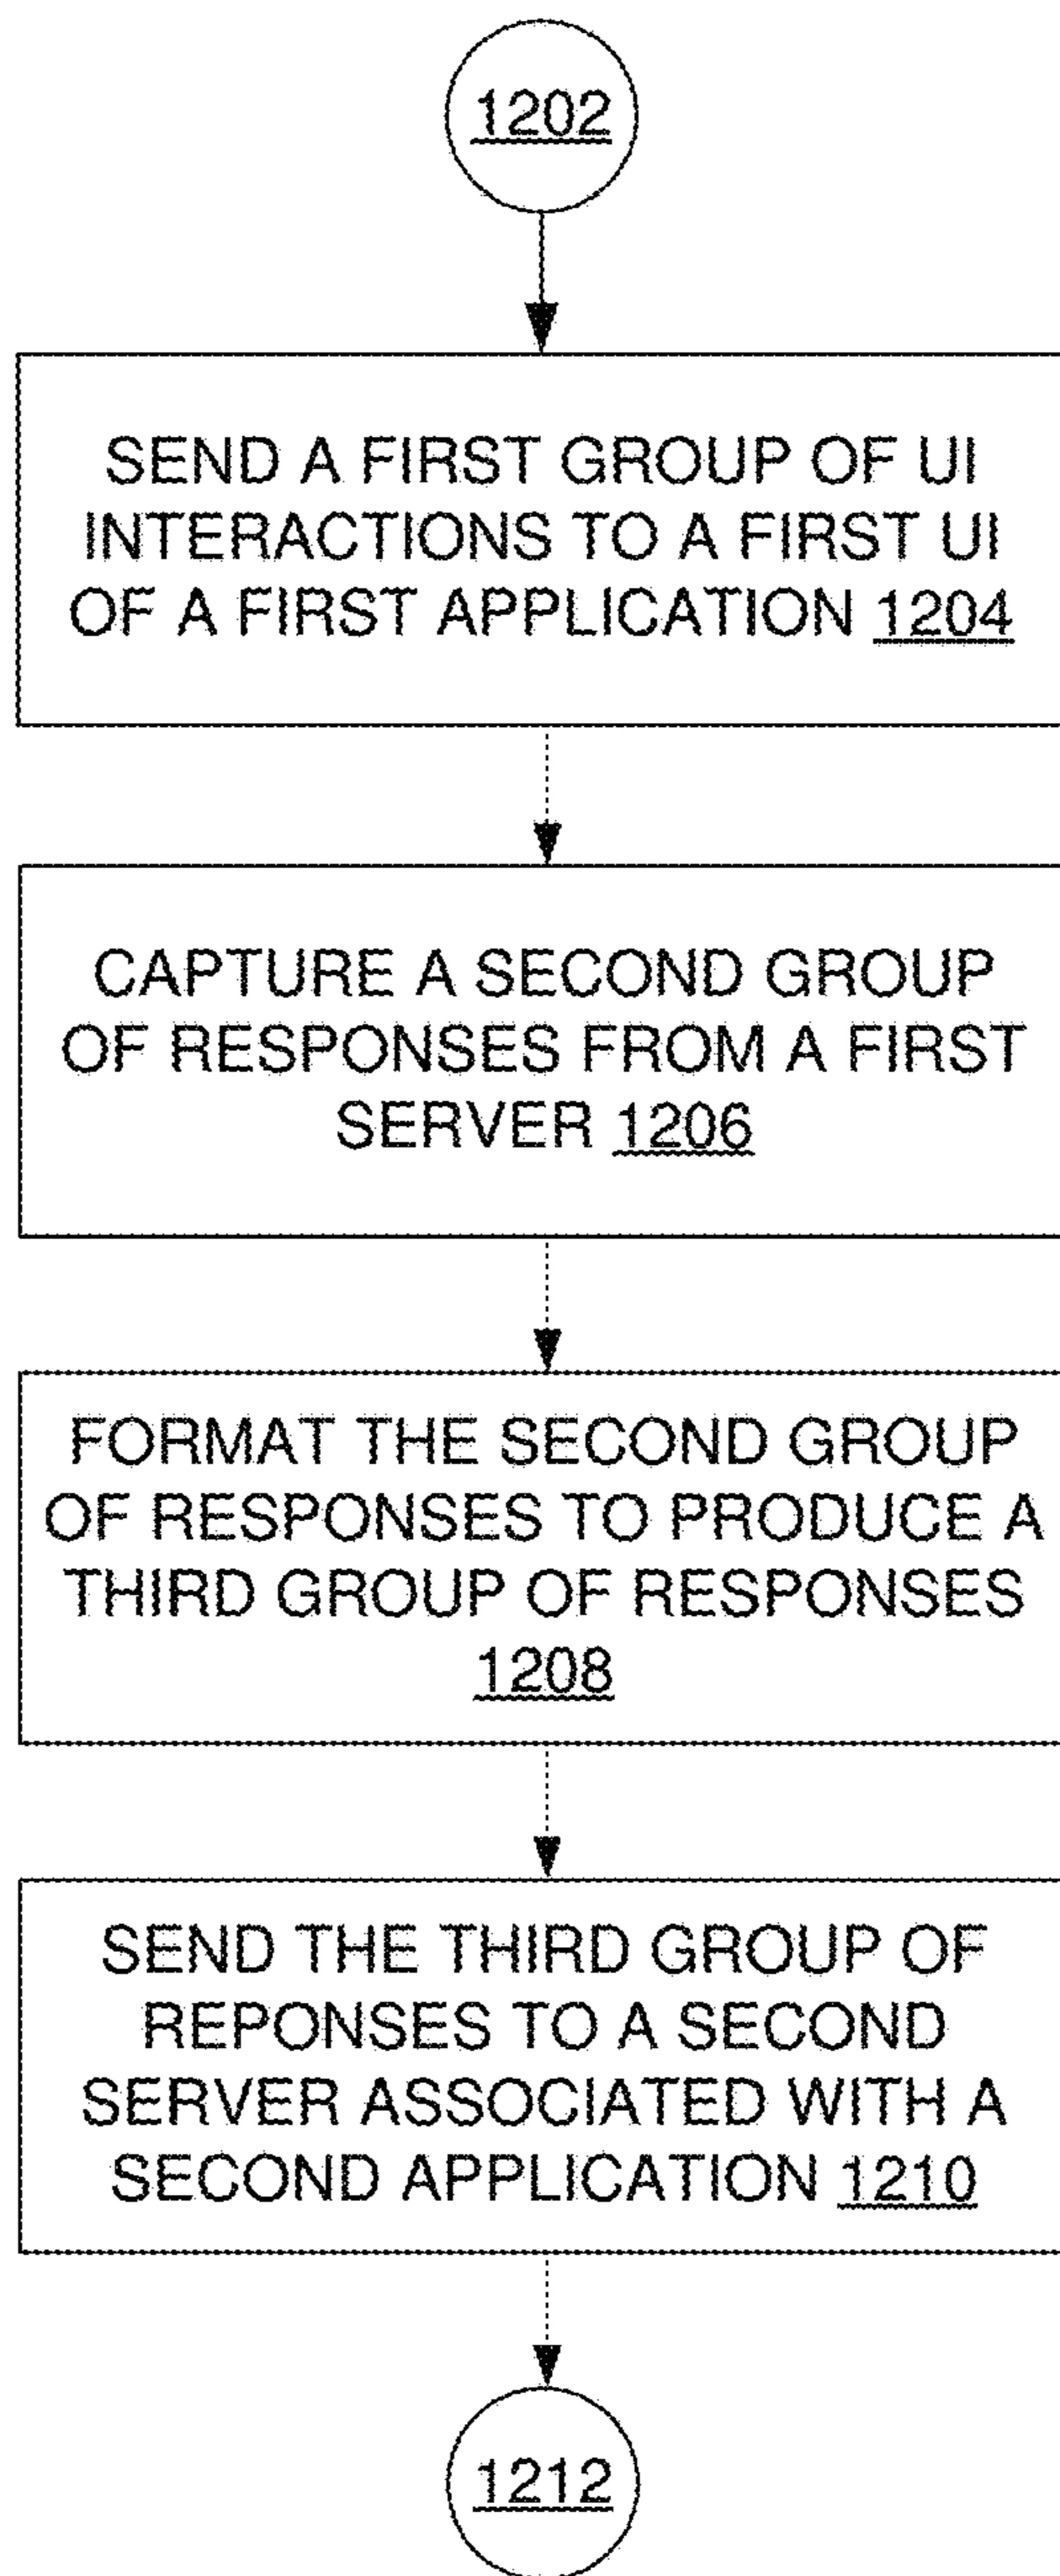 1202
SEND A FIRST GROUP OF UI
INTERACTIONS TO A FIRST UI
OF A FIRST APPLICATION 1204
CAPTURE A SECOND GROUP
OF RESPONSES FROM A FIRST
SERVER 1206
FORMAT THE SECOND GROUP
OF RESPONSES TO PRODUCE A
THIRD GROUP OF RESPONSES
1208
SEND THE THIRD GROUP OF
REPONSES TO A SECOND
SERVER ASSOCIATED WITH A
SECOND APPLICATION 1210
1212